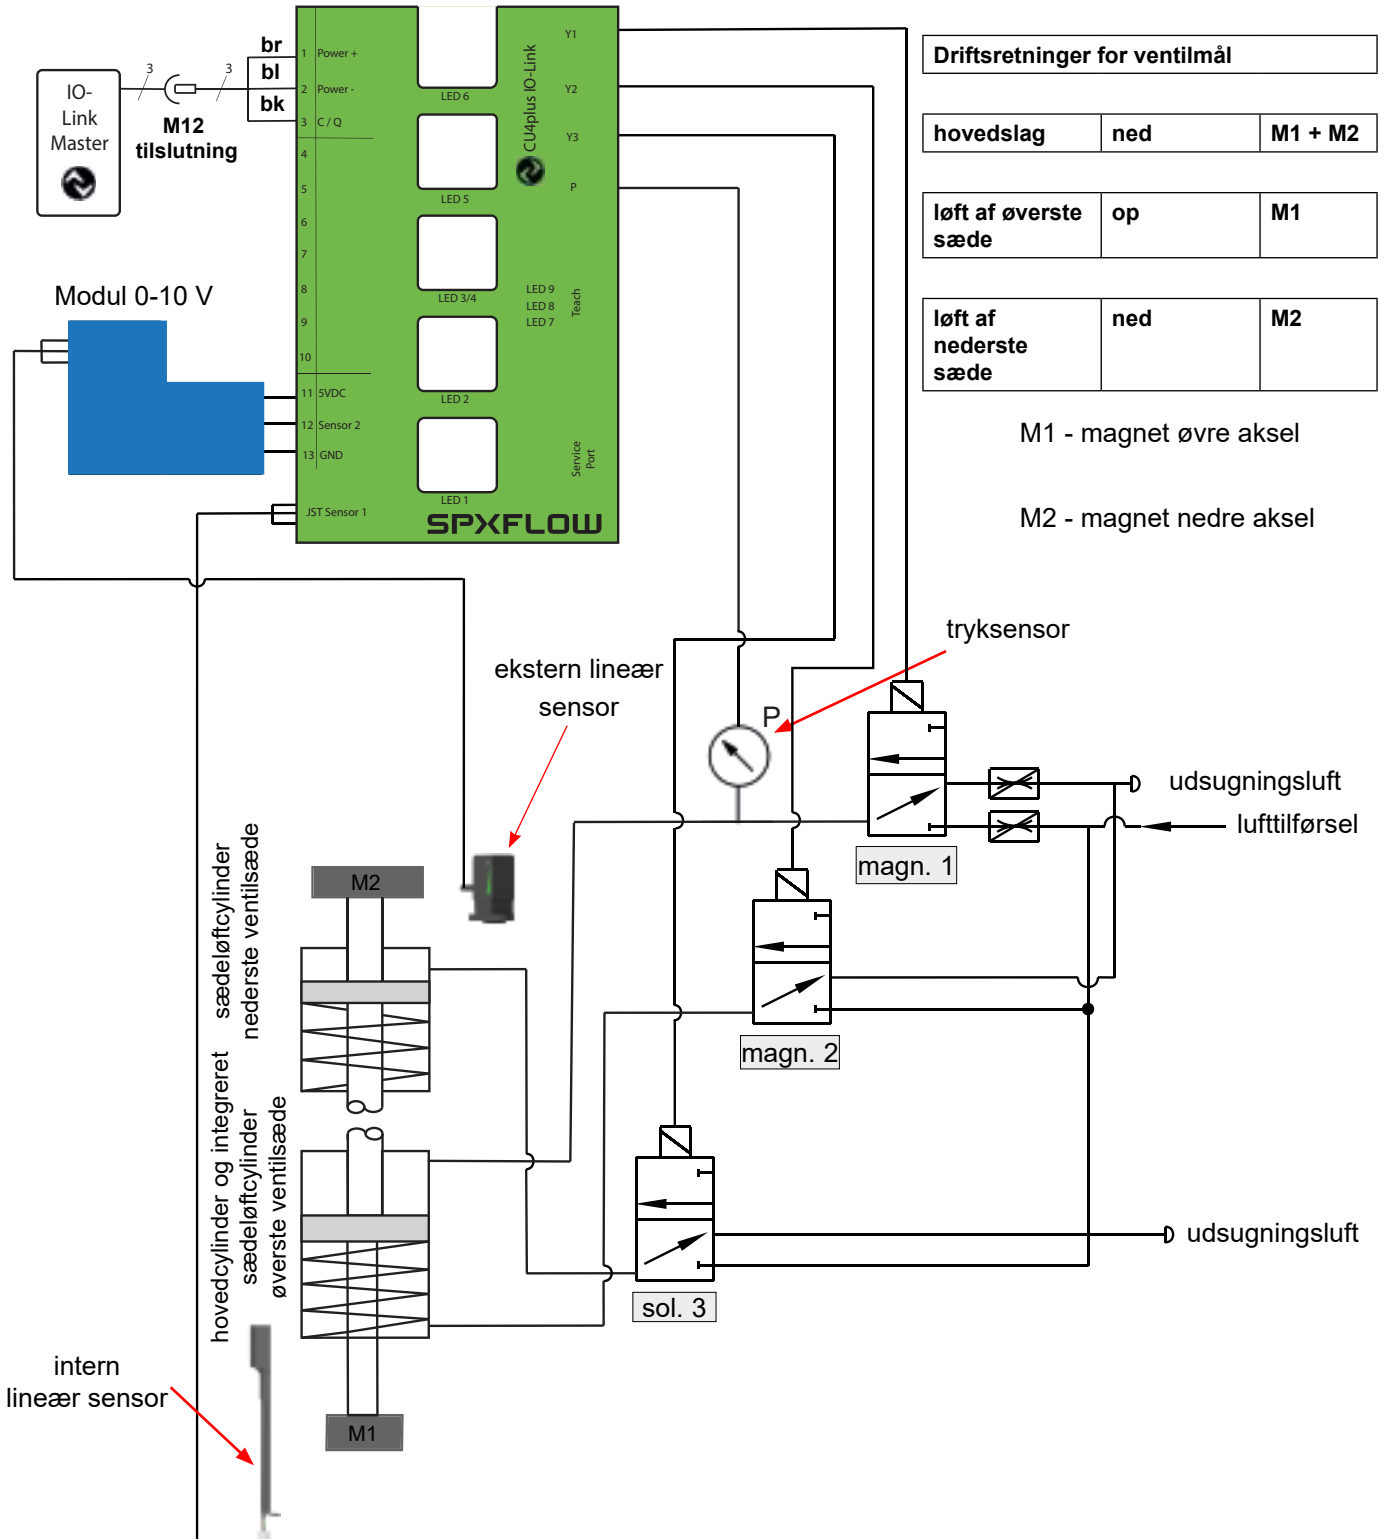 br
bl
bk
3
3
IO-
Link
Master
M12
tilslutning
1 Power +
2 Power -
3 C / Q
4
5
6
7
8
9
10
11 5VDC
12 Sensor 2
13 GND
JST Sensor 1
LED 6
LED 5
LED 3/4
LED 2
LED 1
CU4plus IO-Link
Y1
Y2
Y3
P
LED 9
LED 8
LED 7
Teach
Service
Port
SPXFLOW
Modul 0-10 V
Driftsretninger for ventilmål
hovedslag ned M1 + M2
løft af øverste op M1
sæde
løft af ned M2
nederste
sæde
M1 - magnet øvre aksel
M2 - magnet nedre aksel
tryksensor
ekstern lineær
sensor
P
udsugningsluft
lufttilførsel
magn. 1
magn. 2
sol. 3
udsugningsluft
sædeløftcylinder
nederste ventilsæde
M2
hovedcylinder og integreret
sædeløftcylinder
øverste ventilsæde
M1
intern
lineær sensor